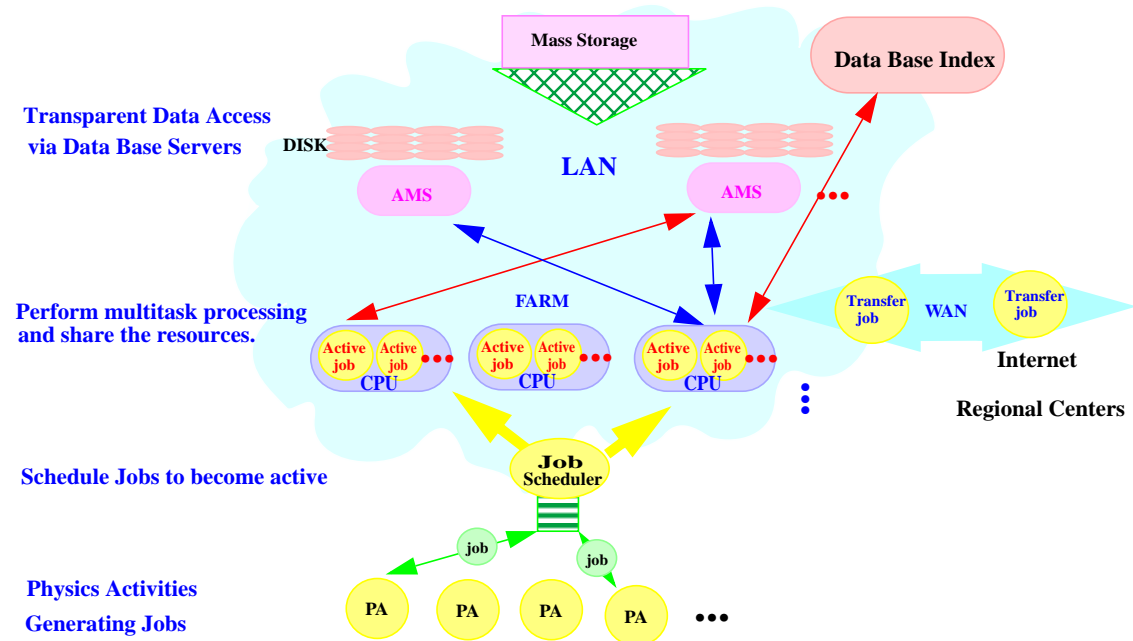 Mass Storage
Data Base Index
Transparent Data Access
via Data Base Servers
DISK
LAN
AMS
AMS
Perform multitask processing
and share the resources.
FARM
Transfer
job
WAN
Transfer
job
Active
job
Active
job
CPU
Active
job
Active
job
CPU
Active
job
Active
job
CPU
Internet
Regional Centers
Schedule Jobs to become active
Job
Scheduler
job
job
Physics Activities
Generating Jobs
PA
PA
PA
PA